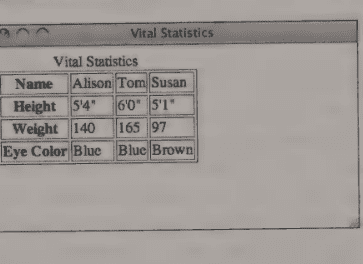 Vital Statistics
Vital Statistics
Name Alison Tom Susan
Height 5'4" 6'0" 5'1"
Weight 140 165 97
Eye Color Blue Blue Brown